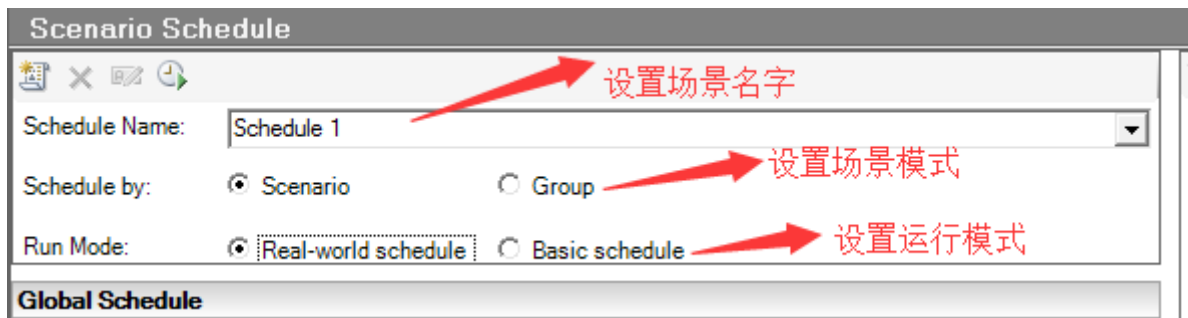 Scenario Schedule
设置场景名字
Schedule Name: Schedule 1
设置场景模式
Schedule by: Scenario Group
Run Mode: Real-world schedule Basic schedule 设置运行模式
Global Schedule